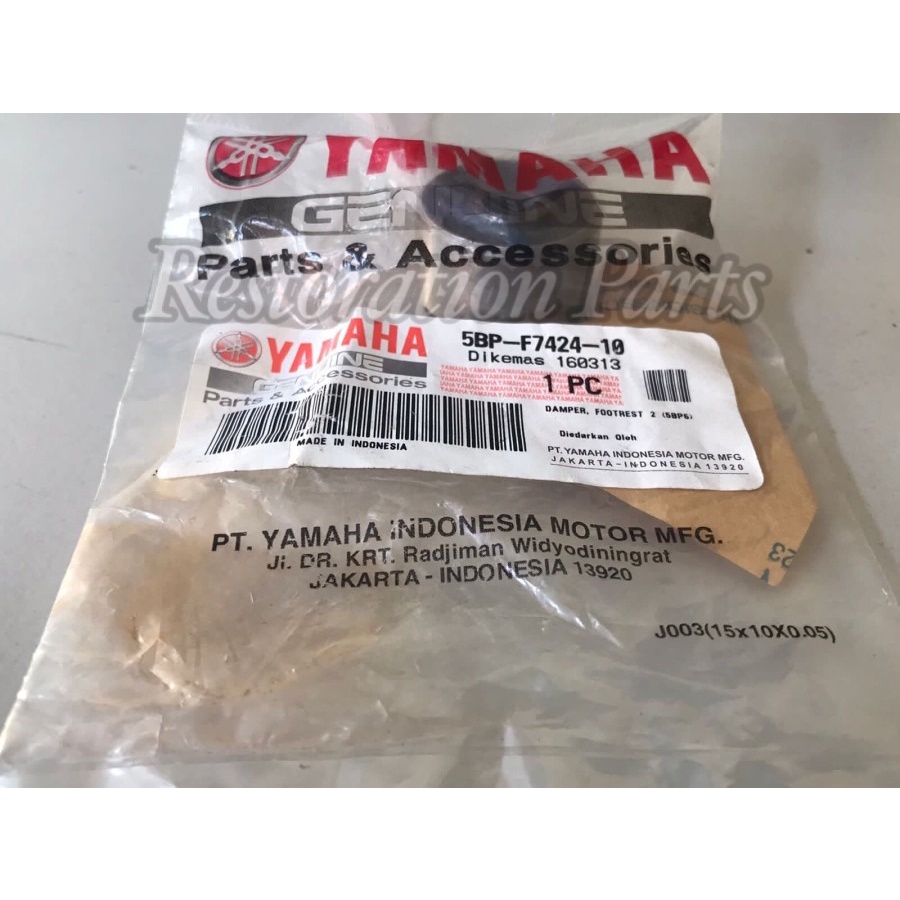 YAMAHA
GENUINE
Parts & Accessories
Restoration Parts
YAMAHA
GENUINE
Parts & Accessories
MADE IN INDONESIA
5BP-F7424-10
Dikemas 160313
1 PC
DAMPER, FOOTREST 2 (5BP6)
Diedarkan Oleh
PT. YAMAHA INDONESIA MOTOR MFG.
JAKARTA-INDONESIA 13920
PT. YAMAHA INDONESIA MOTOR MFG.
Jl. DR. KRT. Radjiman Widyodiningrat
JAKARTA - INDONESIA 13920
J003(15x10X0.05)